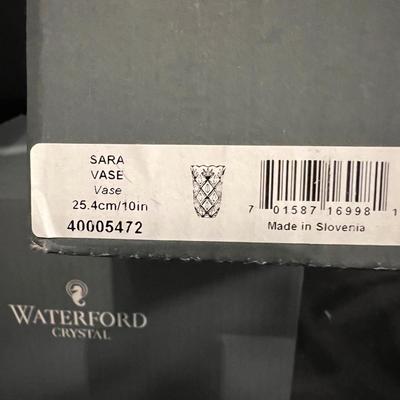 SARA
VASE
Vase
25.4cm/10in
40005472
7 01587 16998 1
Made in Slovenia
WATERFORD
CRYSTAL